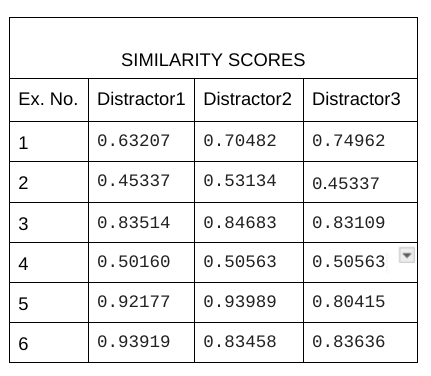 SIMILARITY SCORES
Ex. No. Distractor1 Distractor2 Distractor3
1 0.63207 0.70482 0.74962
2 0.45337 0.53134 0.45337
3 0.83514 0.84683 0.83109
4 0.50160 0.50563 0.50563
5 0.92177 0.93989 0.80415
6 0.93919 0.83458 0.83636